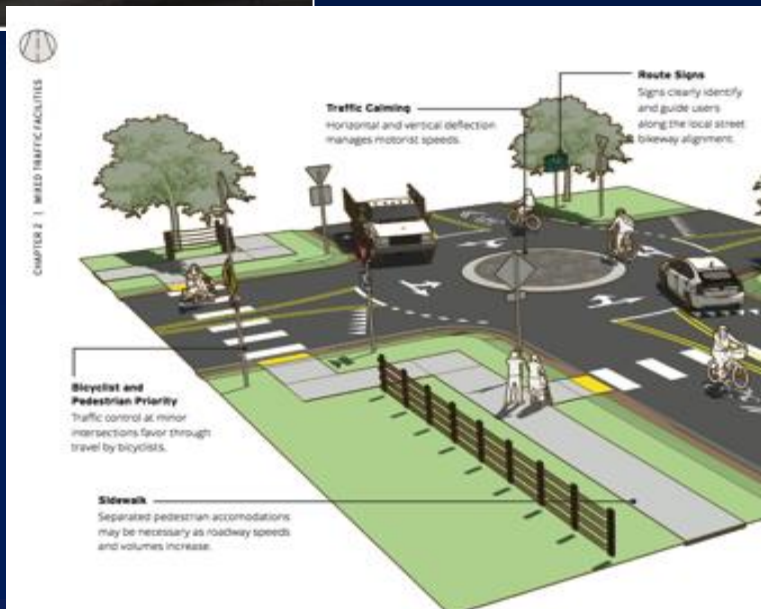 CHAPTER 2 | MIXED TRAFFIC FACILITIES
Traffic Calming
Horizontal and vertical deflection
manages motorist speeds.
Route Signs
Signs clearly identify
and guide users
along the local street
bikeway alignment.
Bicyclist and
Pedestrian Priority
Traffic control at minor
intersections favor through
travel by bicyclists.
Sidewalk
Separated pedestrian accomodations
may be necessary as roadway speeds
and volumes increase.